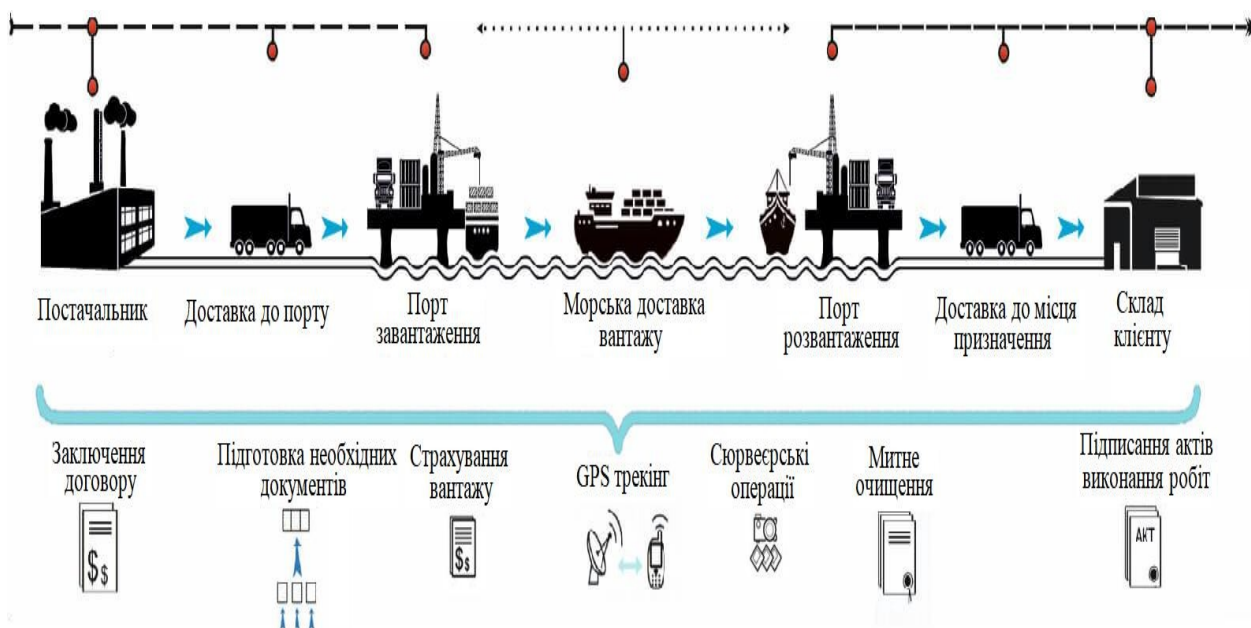 Постачальник
Доставка до порту
Порт
завантаження
Морська доставка
вантажу
Порт
розвантаження
Доставка до місця
призначення
Склад
клієнту
Заключення
договору
$s
Підготовка необхідних
документів
Страхування
вантажу
$s
GPS трекінг
Сюрвеєрські
операції
Митне
очищення
Підписання актів
виконання робіт
АКТ